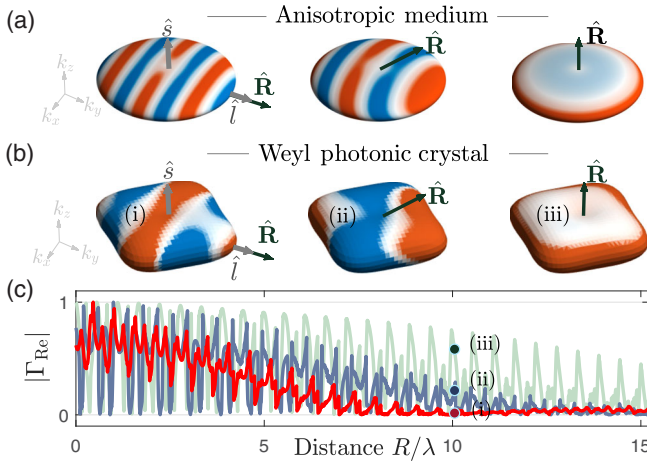 (a)
Anisotropic medium
ŝ
R̂
R̂
k_z
k_x
k_y
l̂
R̂
(b)
Weyl photonic crystal
ŝ
(i)
R̂
(ii)
R̂
(iii)
k_z
k_x
k_y
l̂
R̂
(c)
1
|Γ_Re|
(iii)
(ii)
(i)
0
0 5 10 15
Distance R/λ